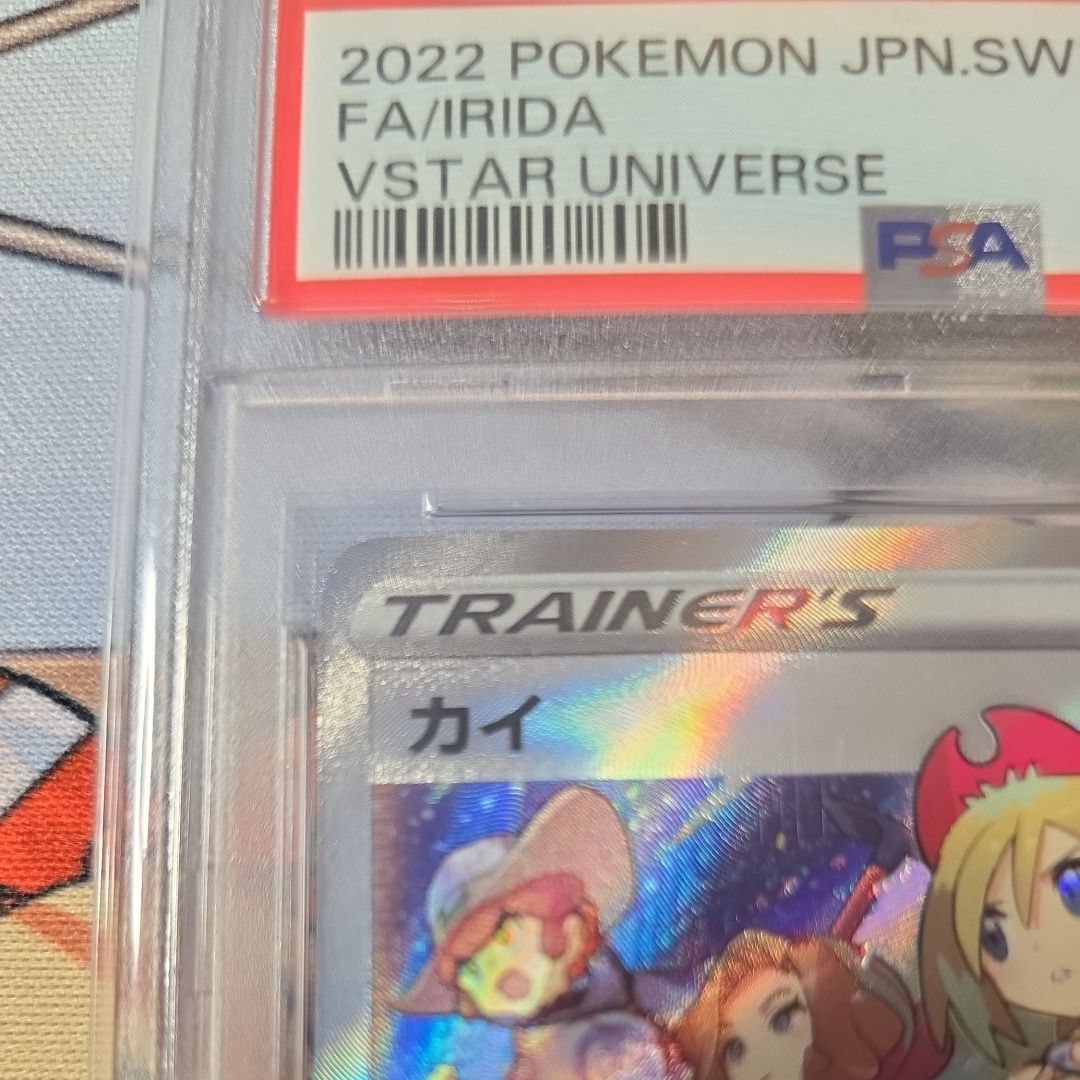 2022 POKEMON JPN.SW
FA/IRIDA
VSTAR UNIVERSE
PSA
TRAINER'S
カイ